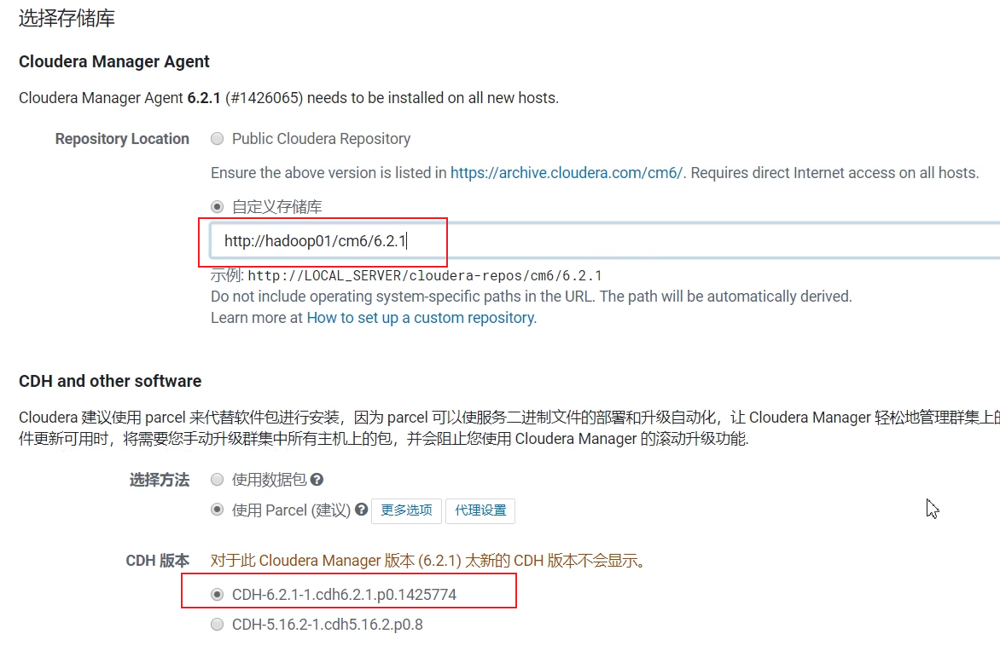 选择存储库
Cloudera Manager Agent
Cloudera Manager Agent 6.2.1 (#1426065) needs to be installed on all new hosts.
Repository Location Public Cloudera Repository
Ensure the above version is listed in https://archive.cloudera.com/cm6/. Requires direct Internet access on all hosts.
自定义存储库
http://hadoop01/cm6/6.2.1
示例: http://LOCAL_SERVER/cloudera-repos/cm6/6.2.1
Do not include operating system-specific paths in the URL. The path will be automatically derived.
Learn more at How to set up a custom repository.
CDH and other software
Cloudera 建议使用 parcel 来代替软件包进行安装，因为 parcel 可以使服务二进制文件的部署和升级自动化，让 Cloudera Manager 轻松地管理群集上的
件更新可用时，将需要您手动升级群集中所有主机上的包，并会阻止您使用 Cloudera Manager 的滚动升级功能.
选择方法 使用数据包 ?
使用 Parcel (建议) ? 更多选项 代理设置
CDH 版本 对于此 Cloudera Manager 版本 (6.2.1) 太新的 CDH 版本不会显示。
CDH-6.2.1-1.cdh6.2.1.p0.1425774
CDH-5.16.2-1.cdh5.16.2.p0.8